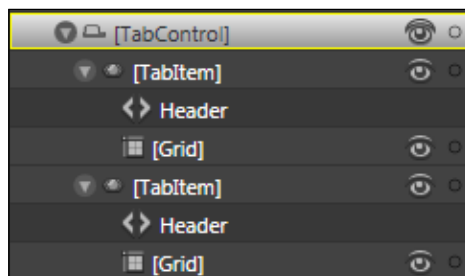 [TabControl]
[TabItem]
Header
[Grid]
[TabItem]
Header
[Grid]